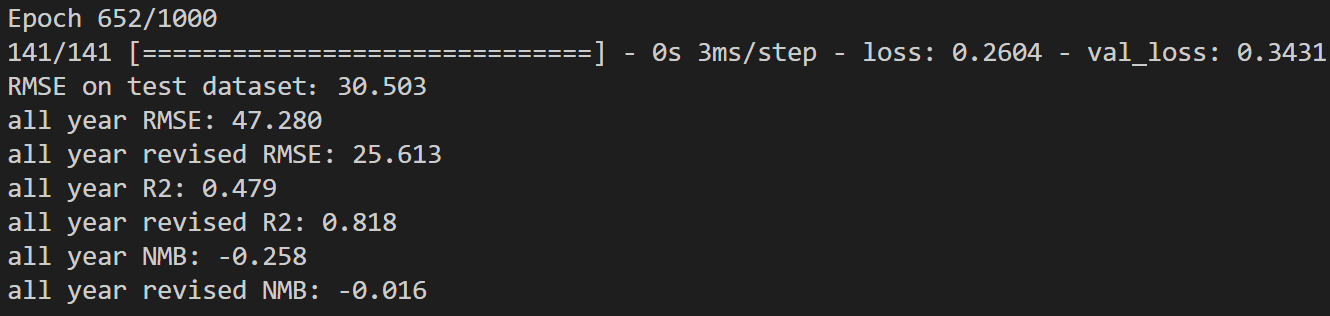 Epoch 652/1000
141/141 [==============================] - 0s 3ms/step - loss: 0.2604 - val_loss: 0.3431
RMSE on test dataset：30.503
all year RMSE: 47.280
all year revised RMSE: 25.613
all year R2: 0.479
all year revised R2: 0.818
all year NMB: -0.258
all year revised NMB: -0.016